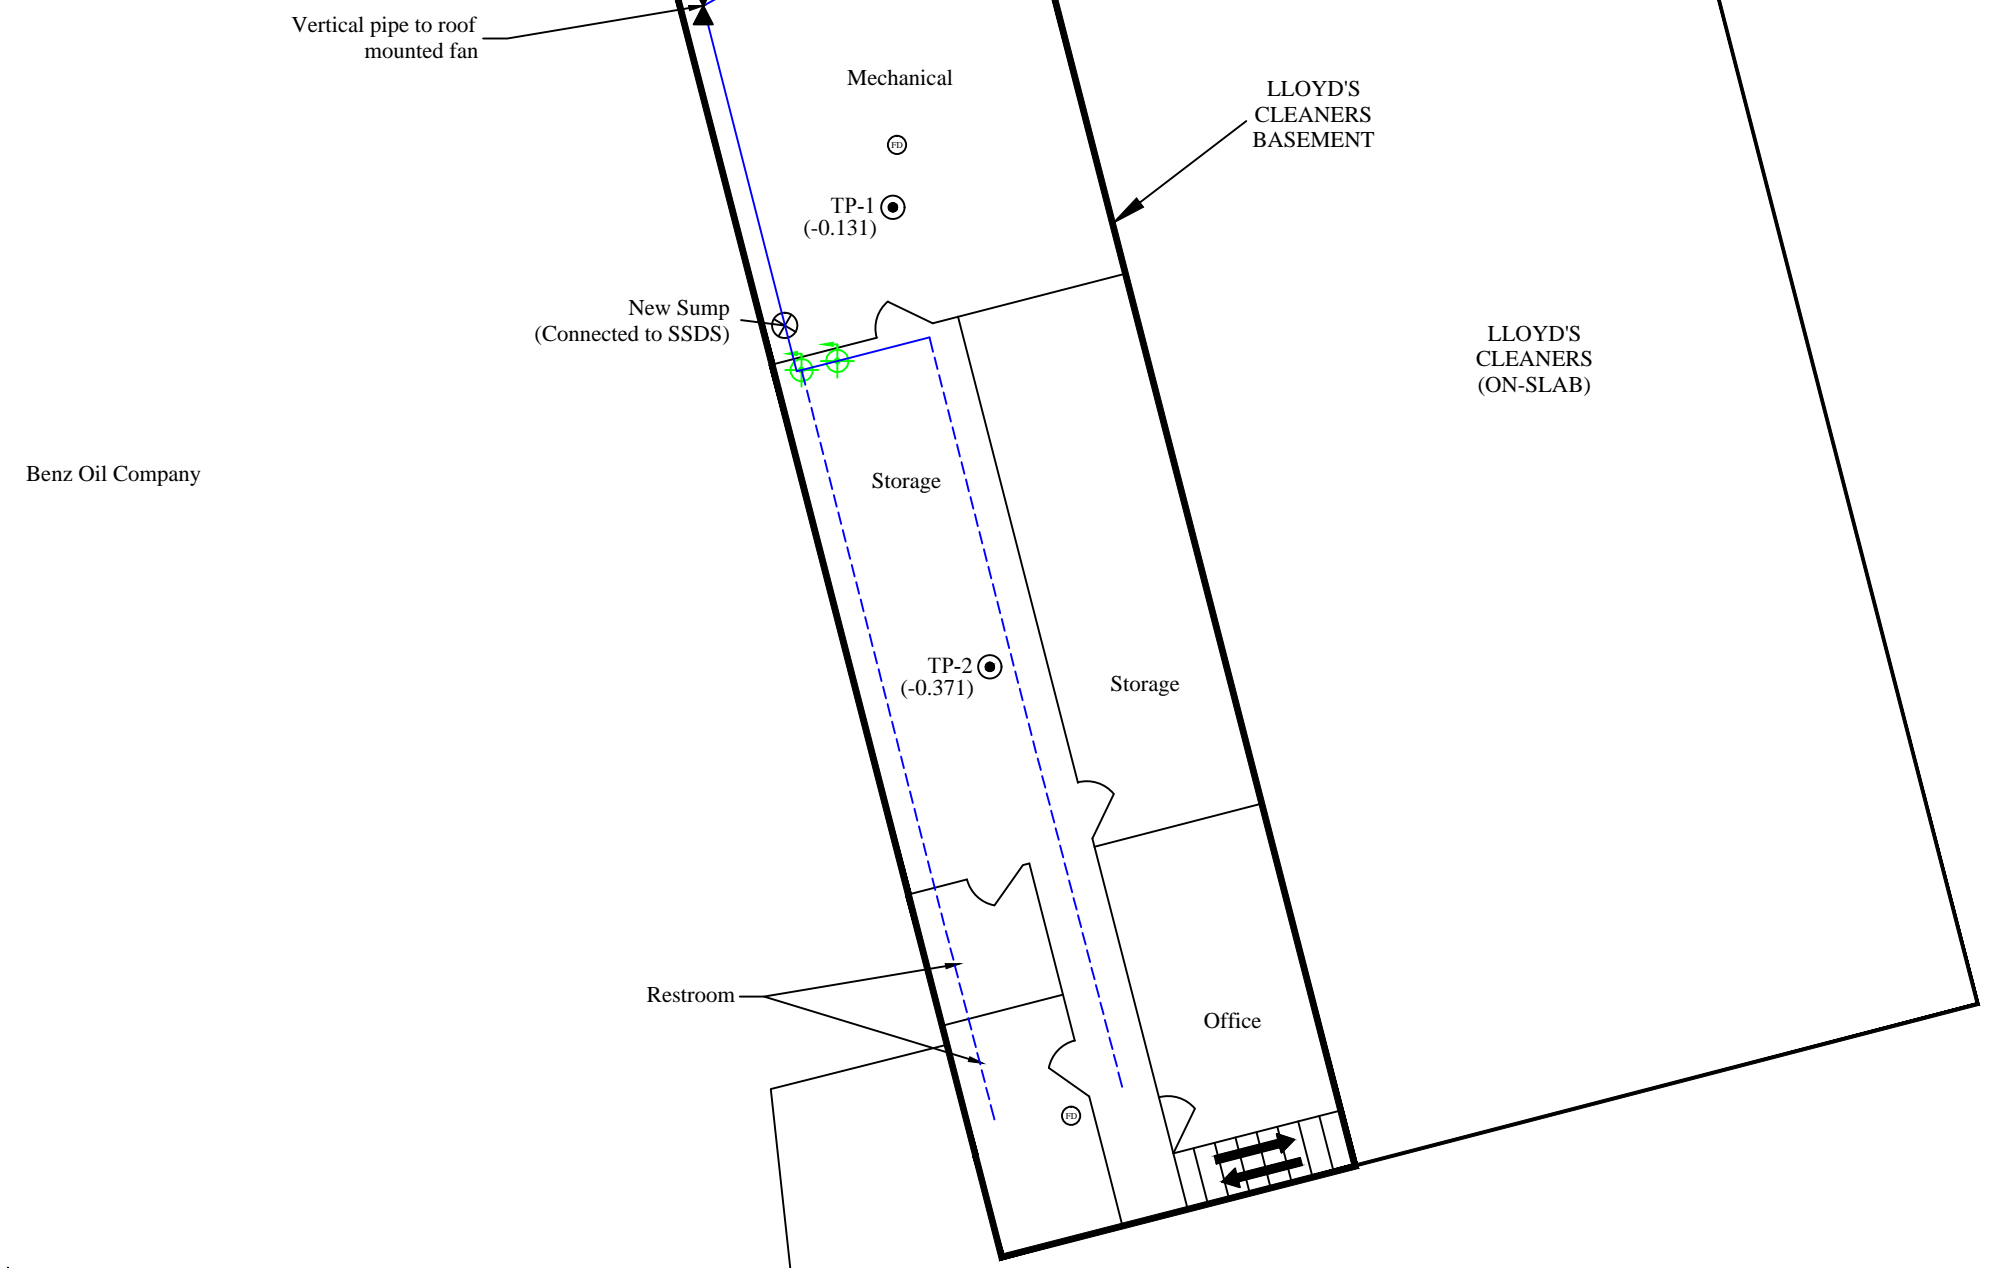 Vertical pipe to roof
mounted fan
Mechanical
LLOYD'S
CLEANERS
BASEMENT
FD
TP-1
(-0.131)
New Sump
(Connected to SSDS)
LLOYD'S
CLEANERS
(ON-SLAB)
Benz Oil Company
Storage
TP-2
(-0.371)
Storage
Restroom
Office
FD